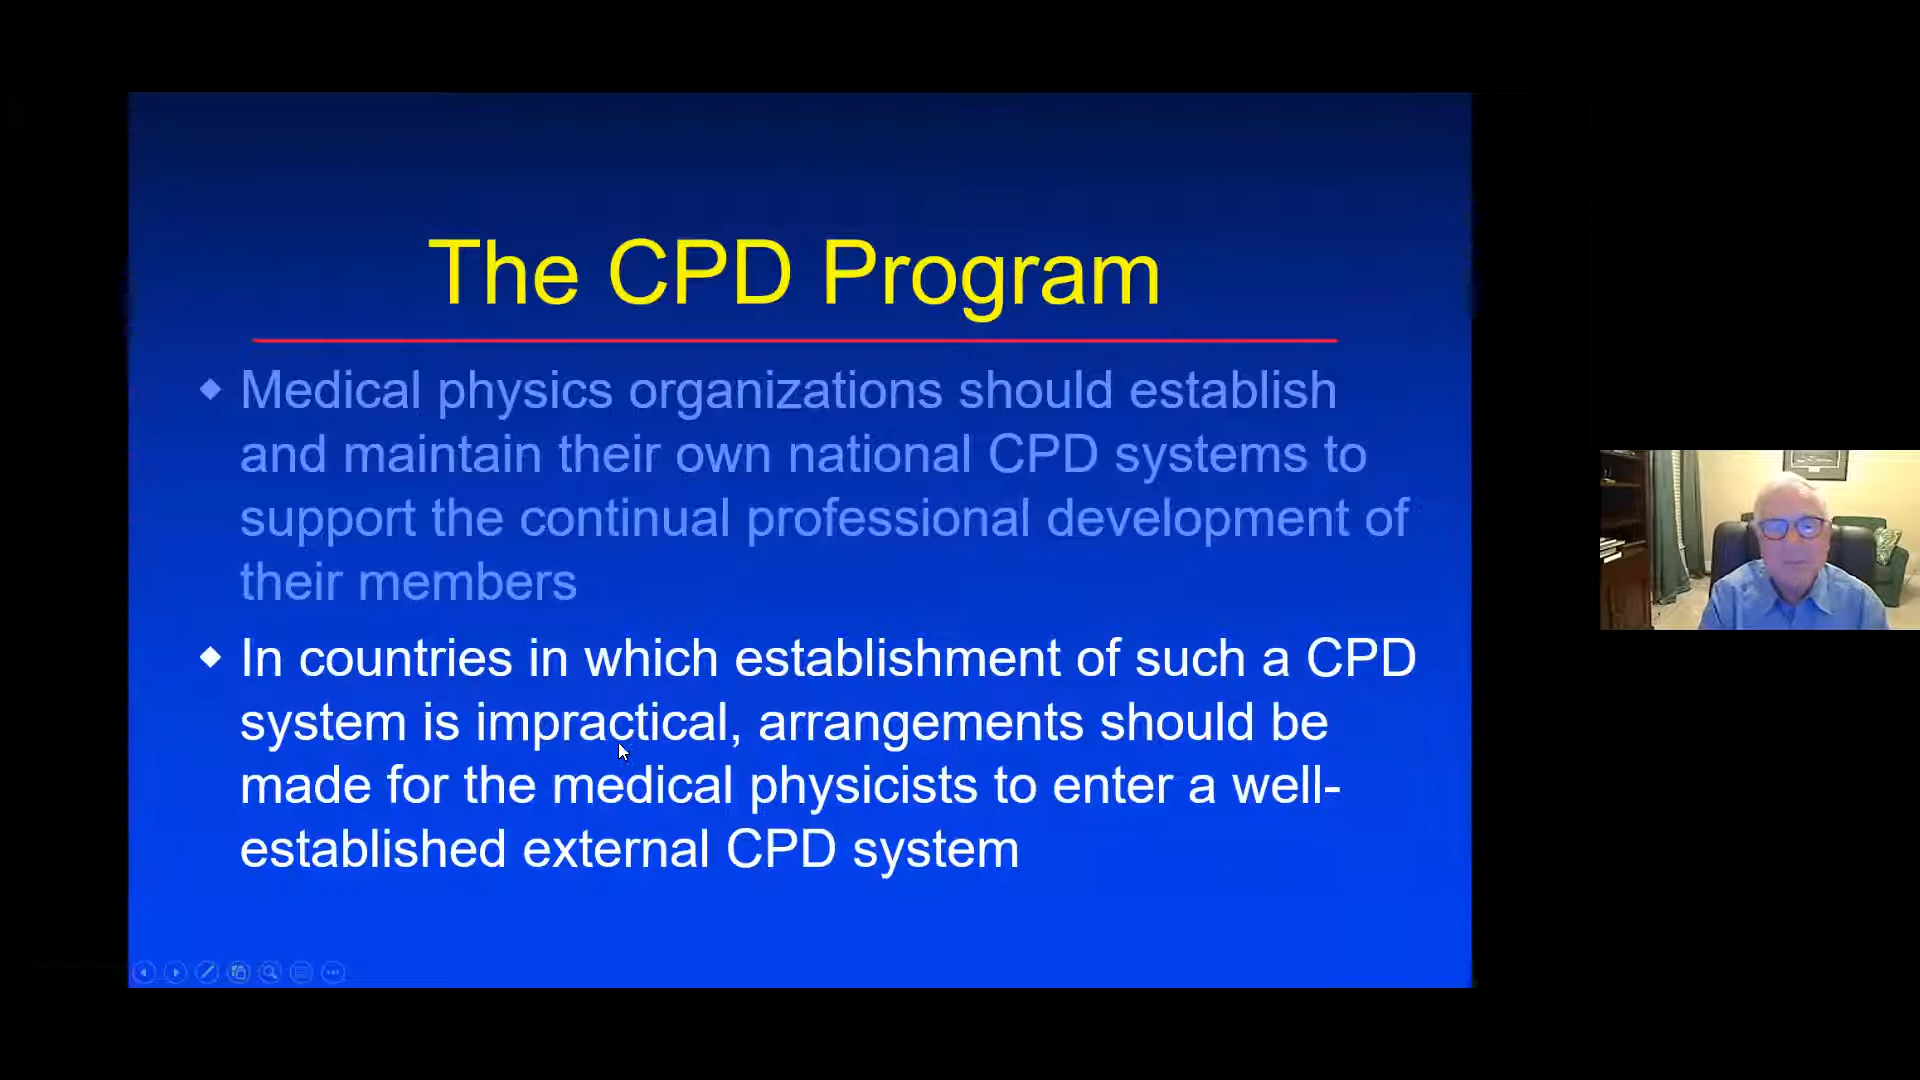 The CPD Program
◆ Medical physics organizations should establish
and maintain their own national CPD systems to
support the continual professional development of
their members
◆ In countries in which establishment of such a CPD
system is impractical, arrangements should be
made for the medical physicists to enter a well-
established external CPD system